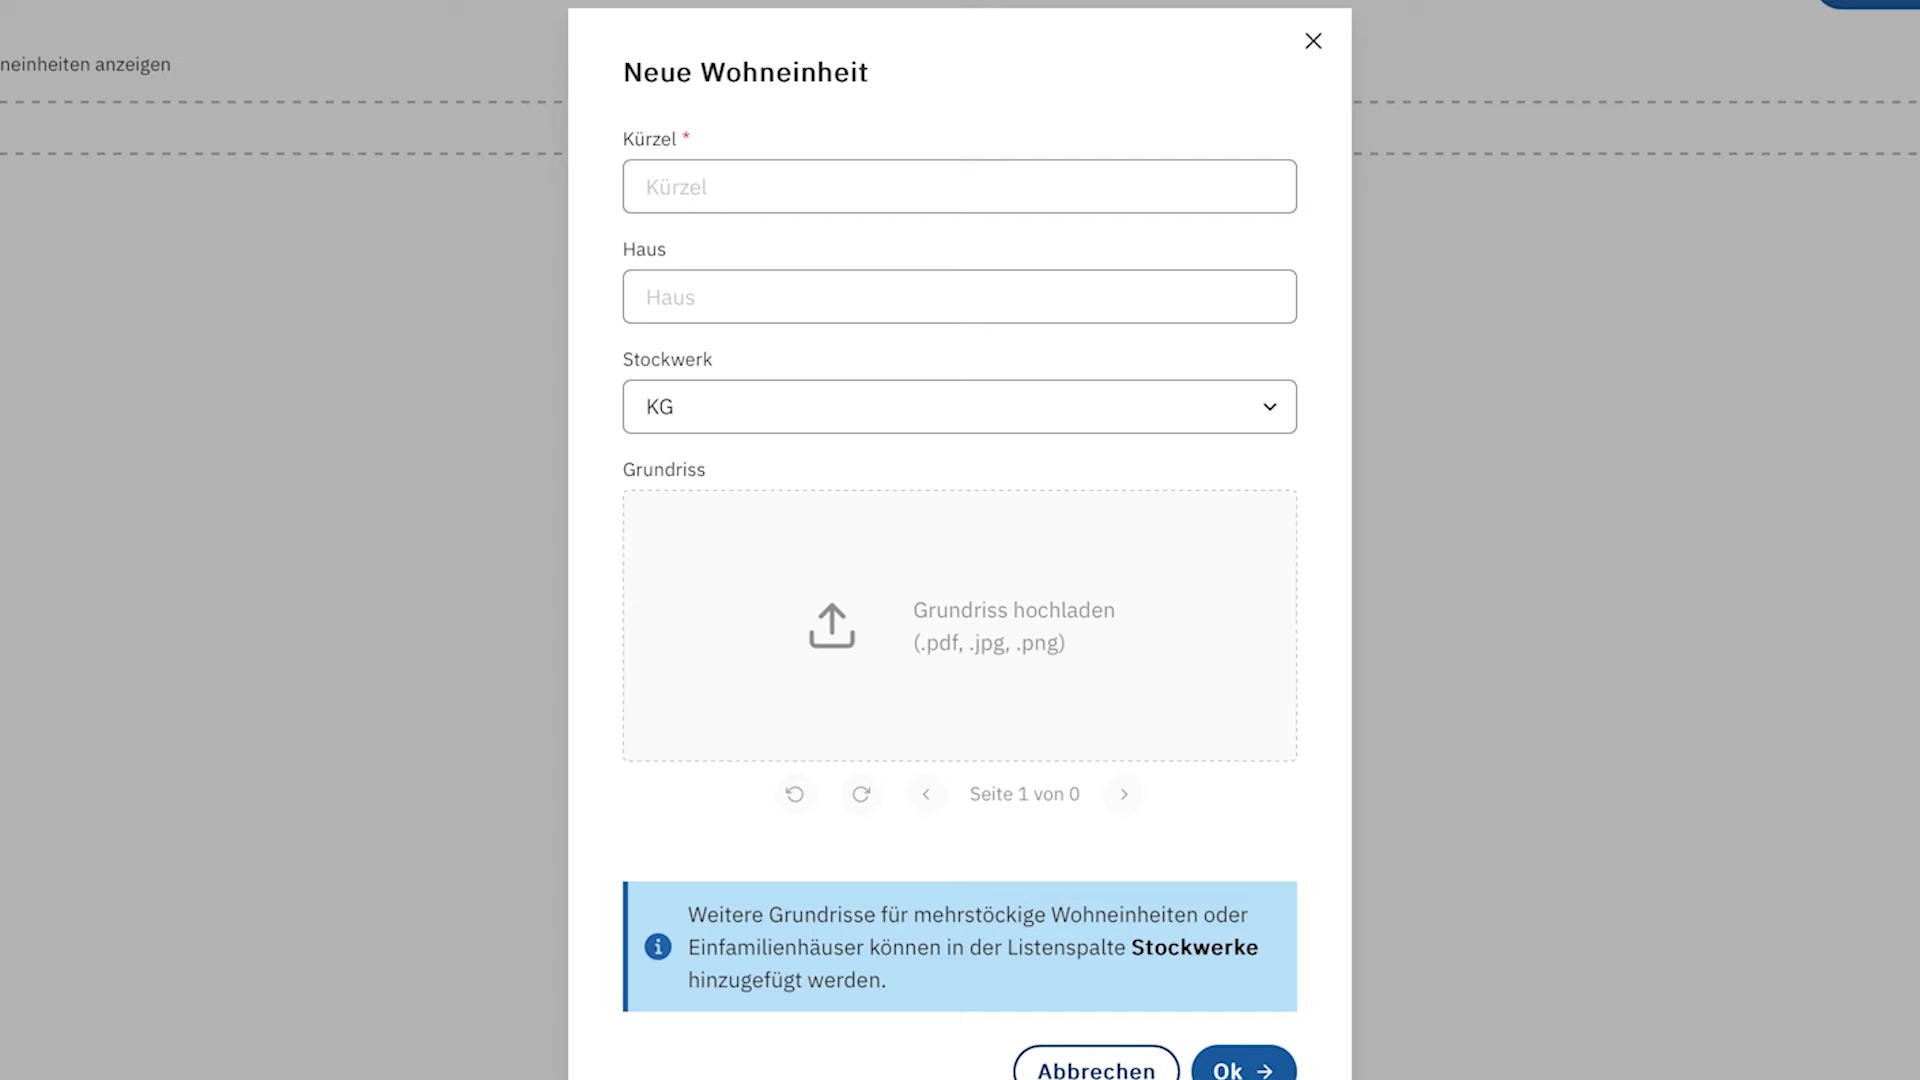 neinheiten anzeigen
Neue Wohneinheit
Kürzel *
Kürzel
Haus
Haus
Stockwerk
KG
Grundriss
Grundriss hochladen
(.pdf, .jpg, .png)
Seite 1 von 0
Weitere Grundrisse für mehrstöckige Wohneinheiten oder
Einfamilienhäuser können in der Listenspalte Stockwerke
hinzugefügt werden.
Abbrechen
Ok